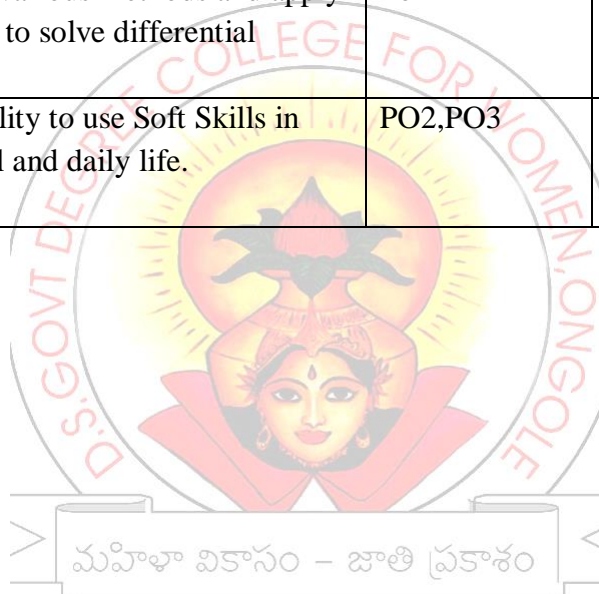 to solve differential
lity to use Soft Skills in
PO2,PO3
and daily life.
D.S.GOVT DEGREE COLLEGE FOR WOMEN,ONGOLE
మహిళా వికాసం – జాతి ప్రకాశం